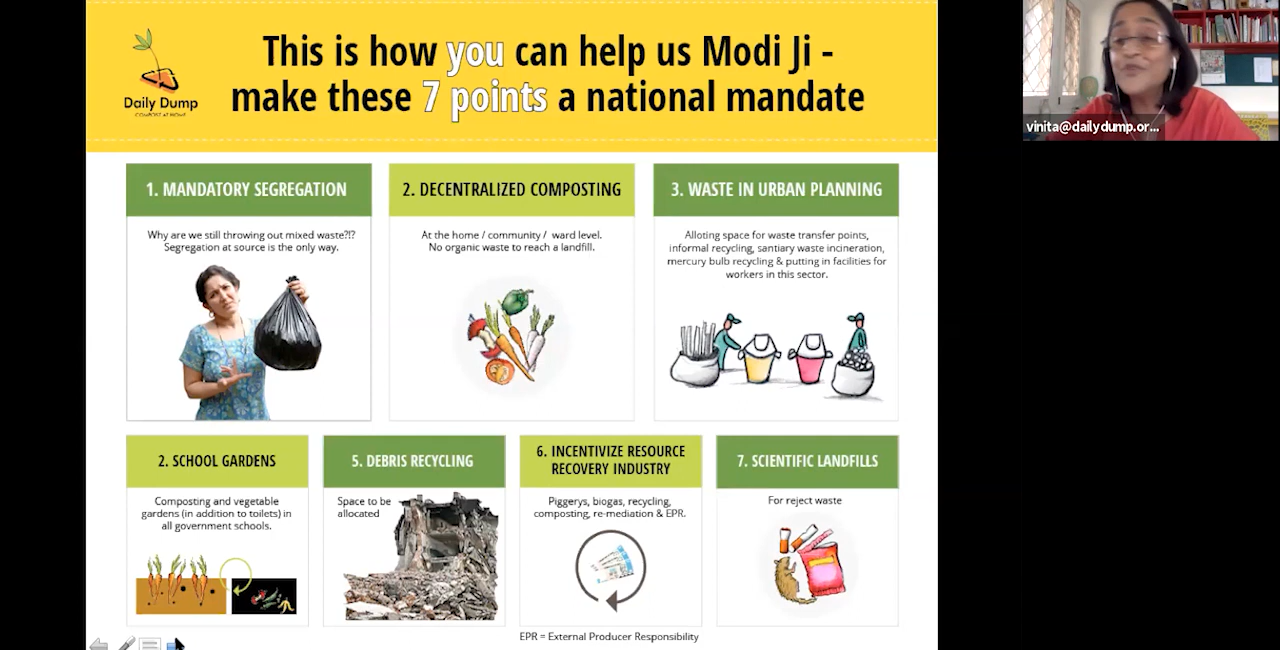 This is how you can help us Modi Ji -
make these 7 points a national mandate
Daily Dump
COMPOST AT HOME
vinita@dailydump.or...
1. MANDATORY SEGREGATION
Why are we still throwing out mixed waste?!?
Segregation at source is the only way.
2. DECENTRALIZED COMPOSTING
At the home / community / ward level.
No organic waste to reach a landfill.
3. WASTE IN URBAN PLANNING
Alloting space for waste transfer points,
informal recycling, santiary waste incineration,
mercury bulb recycling & putting in facilities for
workers in this sector.
2. SCHOOL GARDENS
Composting and vegetable
gardens (in addition to toilets) in
all government schools.
5. DEBRIS RECYCLING
Space to be
allocated
6. INCENTIVIZE RESOURCE
RECOVERY INDUSTRY
Piggerys, biogas, recycling,
composting, re-mediation & EPR.
7. SCIENTIFIC LANDFILLS
For reject waste
EPR = External Producer Responsibility